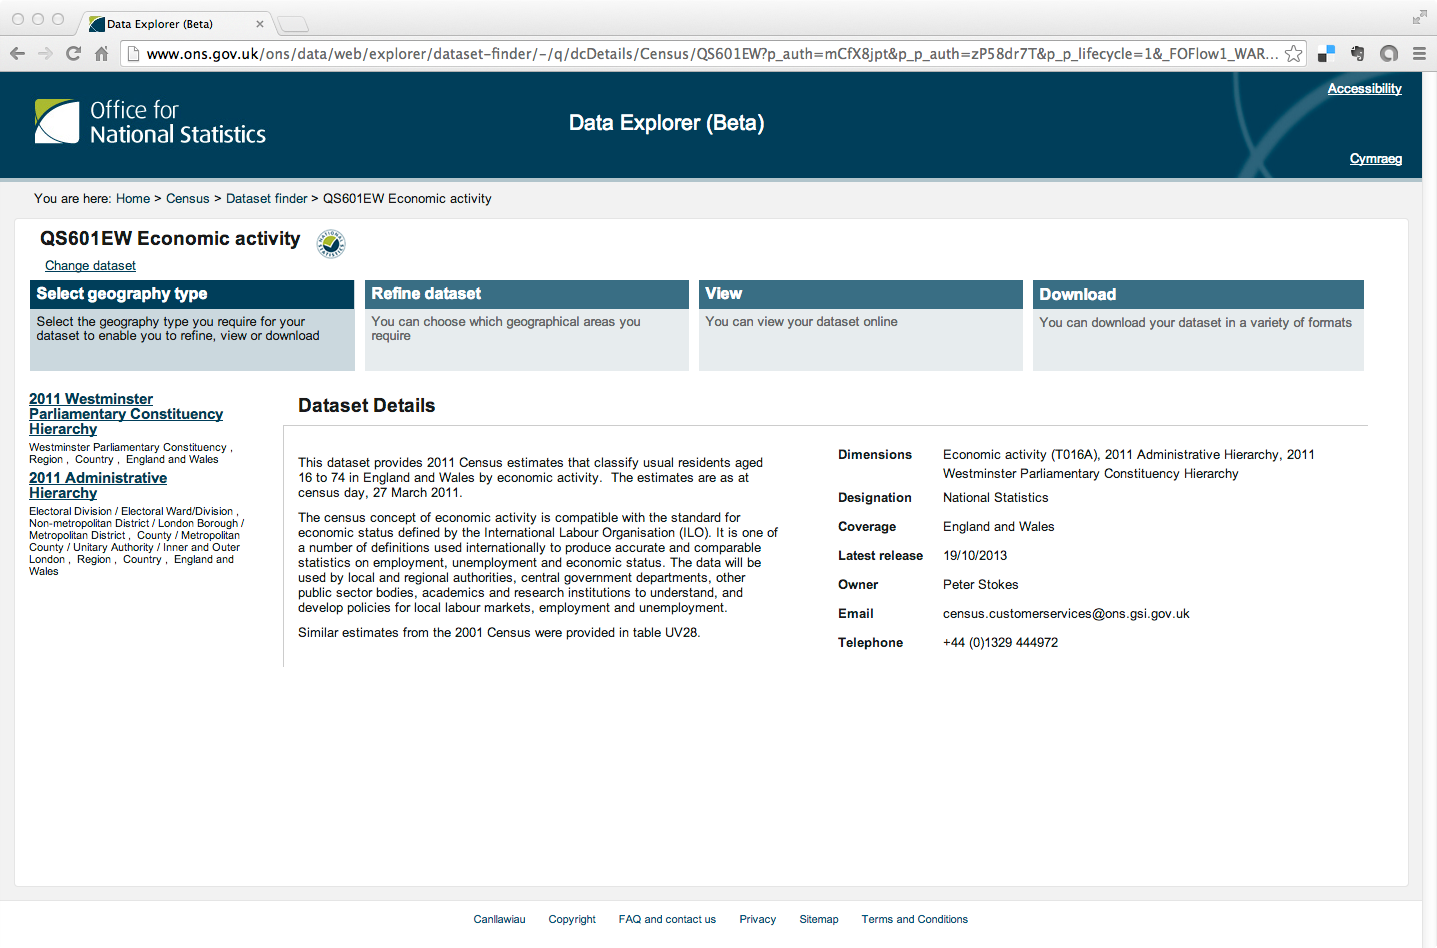 Data Explorer (Beta)
www.ons.gov.uk/ons/data/web/explorer/dataset-finder/-/q/dcDetails/Census/QS601EW?p_auth=mCfX8jpt&p_p_auth=zP58dr7T&p_p_lifecycle=1&_FOFlow1_WAR...
Accessibility
Office for
National Statistics
Data Explorer (Beta)
Cymraeg
You are here: Home > Census > Dataset finder > QS601EW Economic activity
QS601EW Economic activity
NATIONAL STATISTICS
Change dataset
Select geography type
Select the geography type you require for your
dataset to enable you to refine, view or download
Refine dataset
You can choose which geographical areas you
require
View
You can view your dataset online
Download
You can download your dataset in a variety of formats
2011 Westminster
Parliamentary Constituency
Hierarchy
Westminster Parliamentary Constituency ,
Region , Country , England and Wales
2011 Administrative
Hierarchy
Electoral Division / Electoral Ward/Division ,
Non-metropolitan District / London Borough /
Metropolitan District , County / Metropolitan
County / Unitary Authority / Inner and Outer
London , Region , Country , England and
Wales
Dataset Details
This dataset provides 2011 Census estimates that classify usual residents aged
16 to 74 in England and Wales by economic activity. The estimates are as at
census day, 27 March 2011.
The census concept of economic activity is compatible with the standard for
economic status defined by the International Labour Organisation (ILO). It is one of
a number of definitions used internationally to produce accurate and comparable
statistics on employment, unemployment and economic status. The data will be
used by local and regional authorities, central government departments, other
public sector bodies, academics and research institutions to understand, and
develop policies for local labour markets, employment and unemployment.
Similar estimates from the 2001 Census were provided in table UV28.
Dimensions Economic activity (T016A), 2011 Administrative Hierarchy, 2011
Westminster Parliamentary Constituency Hierarchy
Designation National Statistics
Coverage England and Wales
Latest release 19/10/2013
Owner Peter Stokes
Email census.customerservices@ons.gsi.gov.uk
Telephone +44 (0)1329 444972
Canllawiau Copyright FAQ and contact us Privacy Sitemap Terms and Conditions